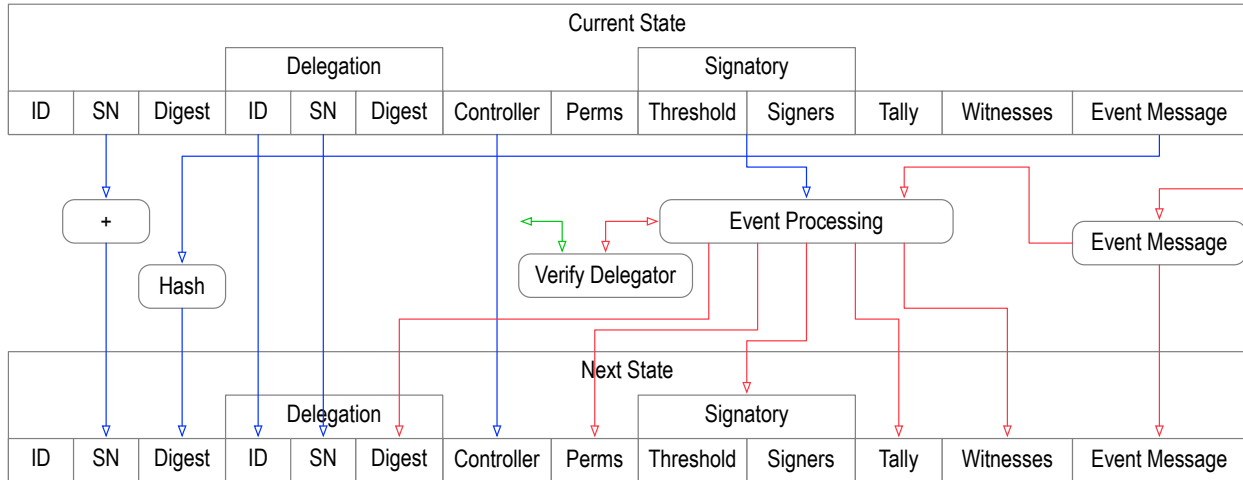 Current State
Delegation Signatory
ID SN Digest ID SN Digest Controller Perms Threshold Signers Tally Witnesses Event Message
+ Event Processing
Event Message
Verify Delegator
Hash
Next State
Delegation Signatory
ID SN Digest ID SN Digest Controller Perms Threshold Signers Tally Witnesses Event Message